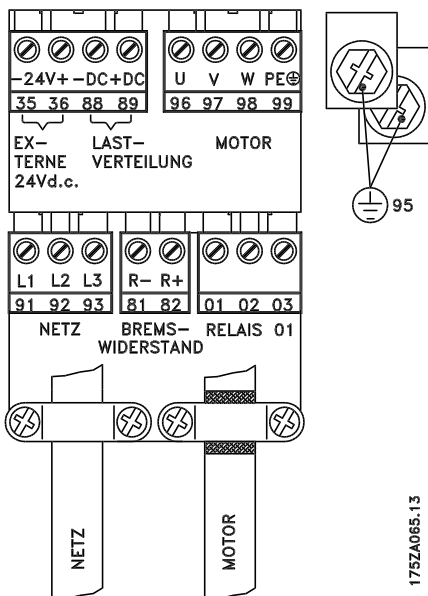 -24V+ -DC+DC
35 36 88 89
EX-
TERNE
24Vd.c.
LAST-
VERTEILUNG
U V W PE
96 97 98 99
MOTOR
95
L1 L2 L3
91 92 93
NETZ
R- R+
81 82
BREMS-
WIDERSTAND
01 02 03
RELAIS 01
NETZ
MOTOR
175ZA065.13